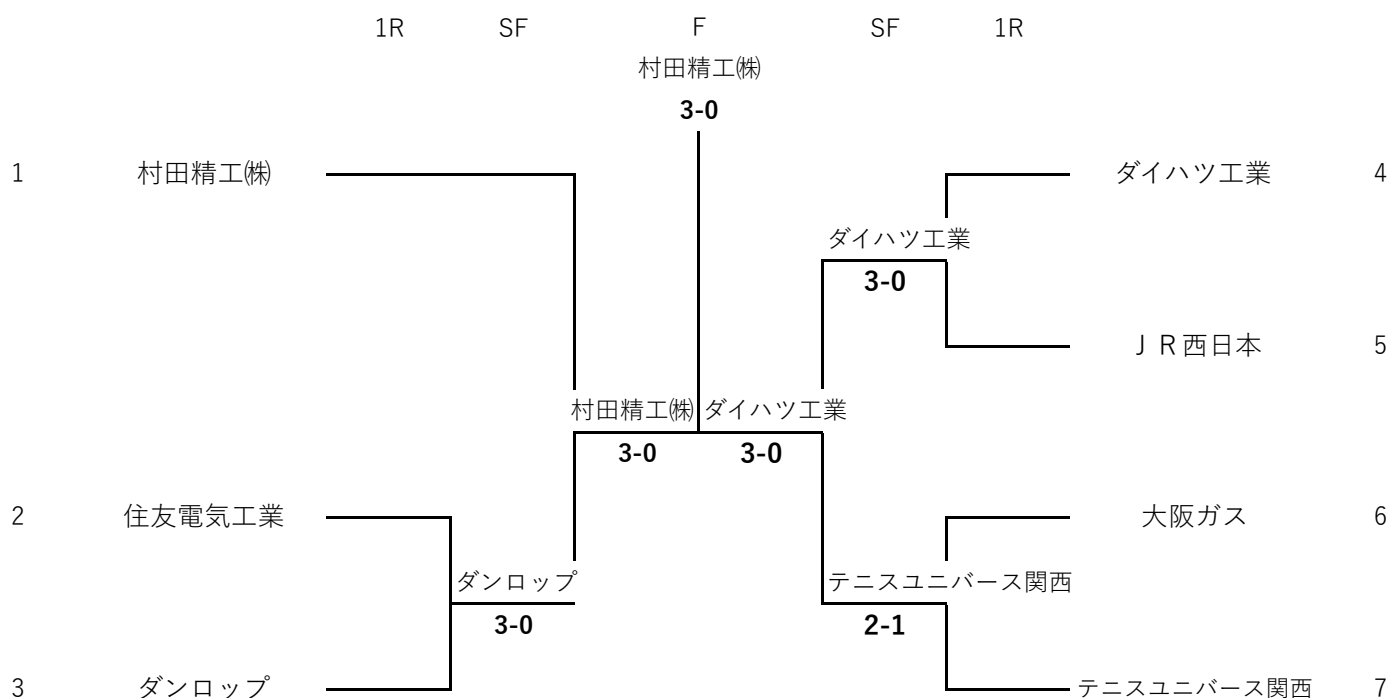 1R SF F SF 1R
村田精工㈱
3-0
1 村田精工㈱ ダイハツ工業 4
ダイハツ工業
3-0
ＪＲ西日本 5
村田精工㈱ ダイハツ工業
3-0 3-0
2 住友電気工業 大阪ガス 6
ダンロップ テニスユニバース関西
3-0 2-1
3 ダンロップ テニスユニバース関西 7